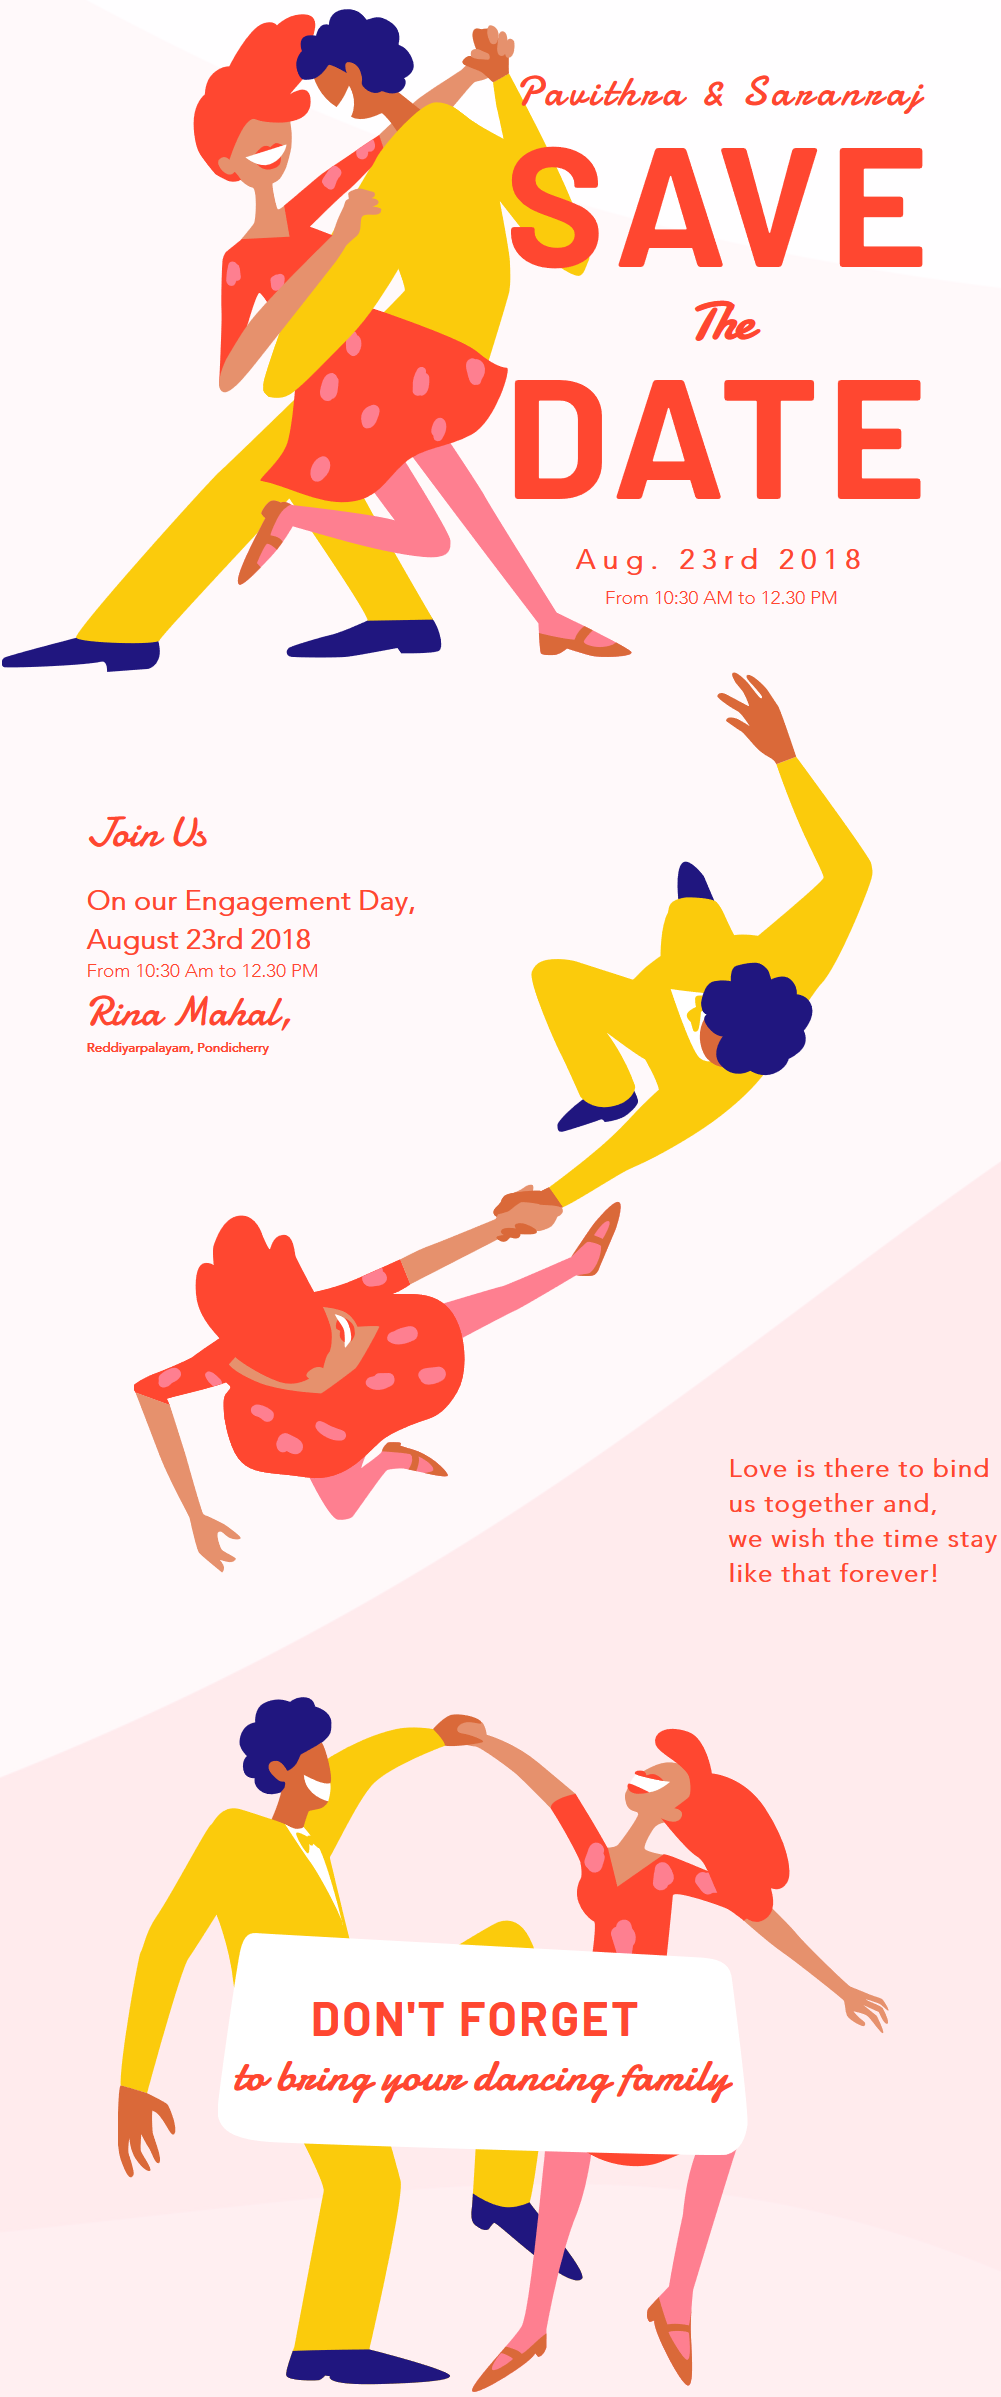 Pavithra & Saranraj
SAVE
The
DATE
Aug. 23rd 2018
From 10:30 AM to 12.30 PM
Join Us
On our Engagement Day,
August 23rd 2018
From 10:30 Am to 12.30 PM
Rina Mahal,
Reddiyarpalayam, Pondicherry
Love is there to bind
us together and,
we wish the time stay
like that forever!
DON'T FORGET
to bring your dancing family